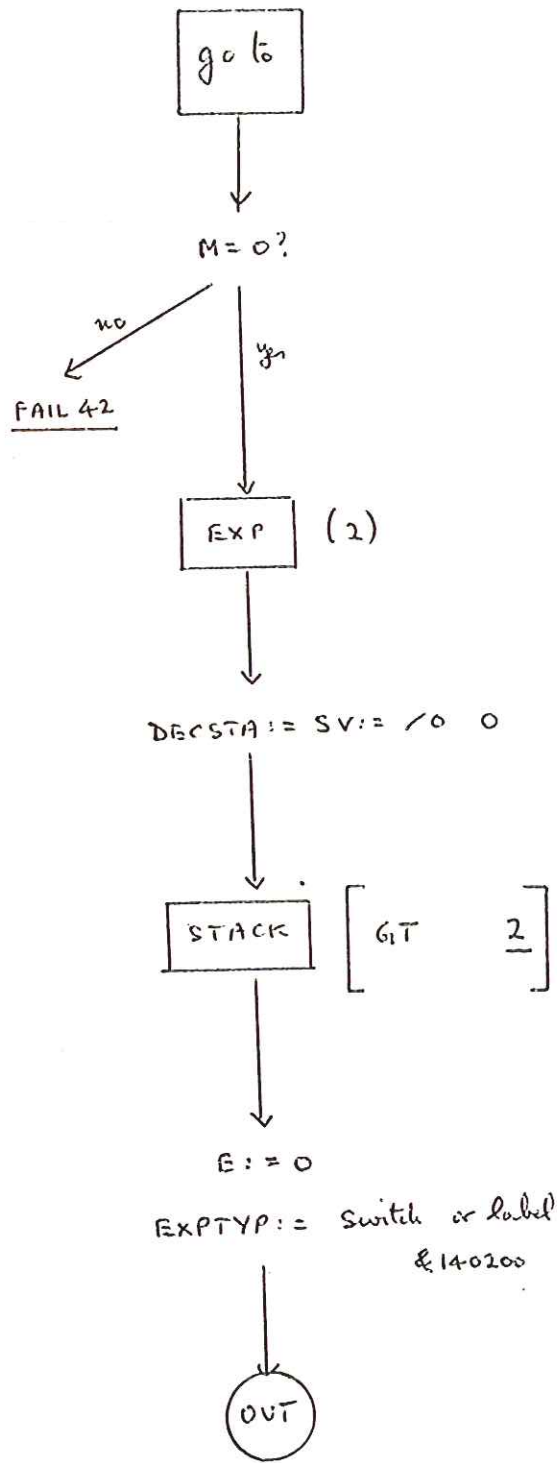 go to
M = 0?
no
yes
FAIL 42
EXP (2)
DECSTA := SV := /0 0
STACK [ GT 2 ]
E := 0
EXPTYP := Switch or label
&140200
OUT